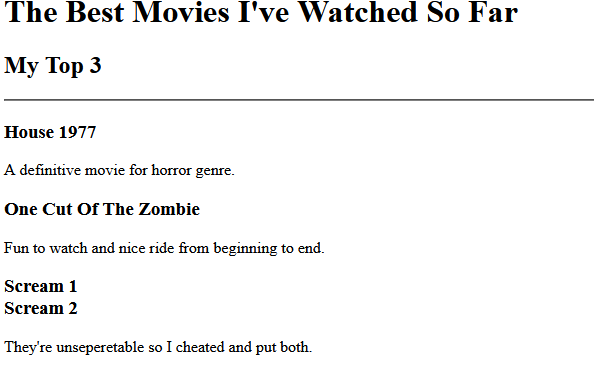 The Best Movies I've Watched So Far
My Top 3
House 1977
A definitive movie for horror genre.
One Cut Of The Zombie
Fun to watch and nice ride from beginning to end.
Scream 1
Scream 2
They're unseperetable so I cheated and put both.